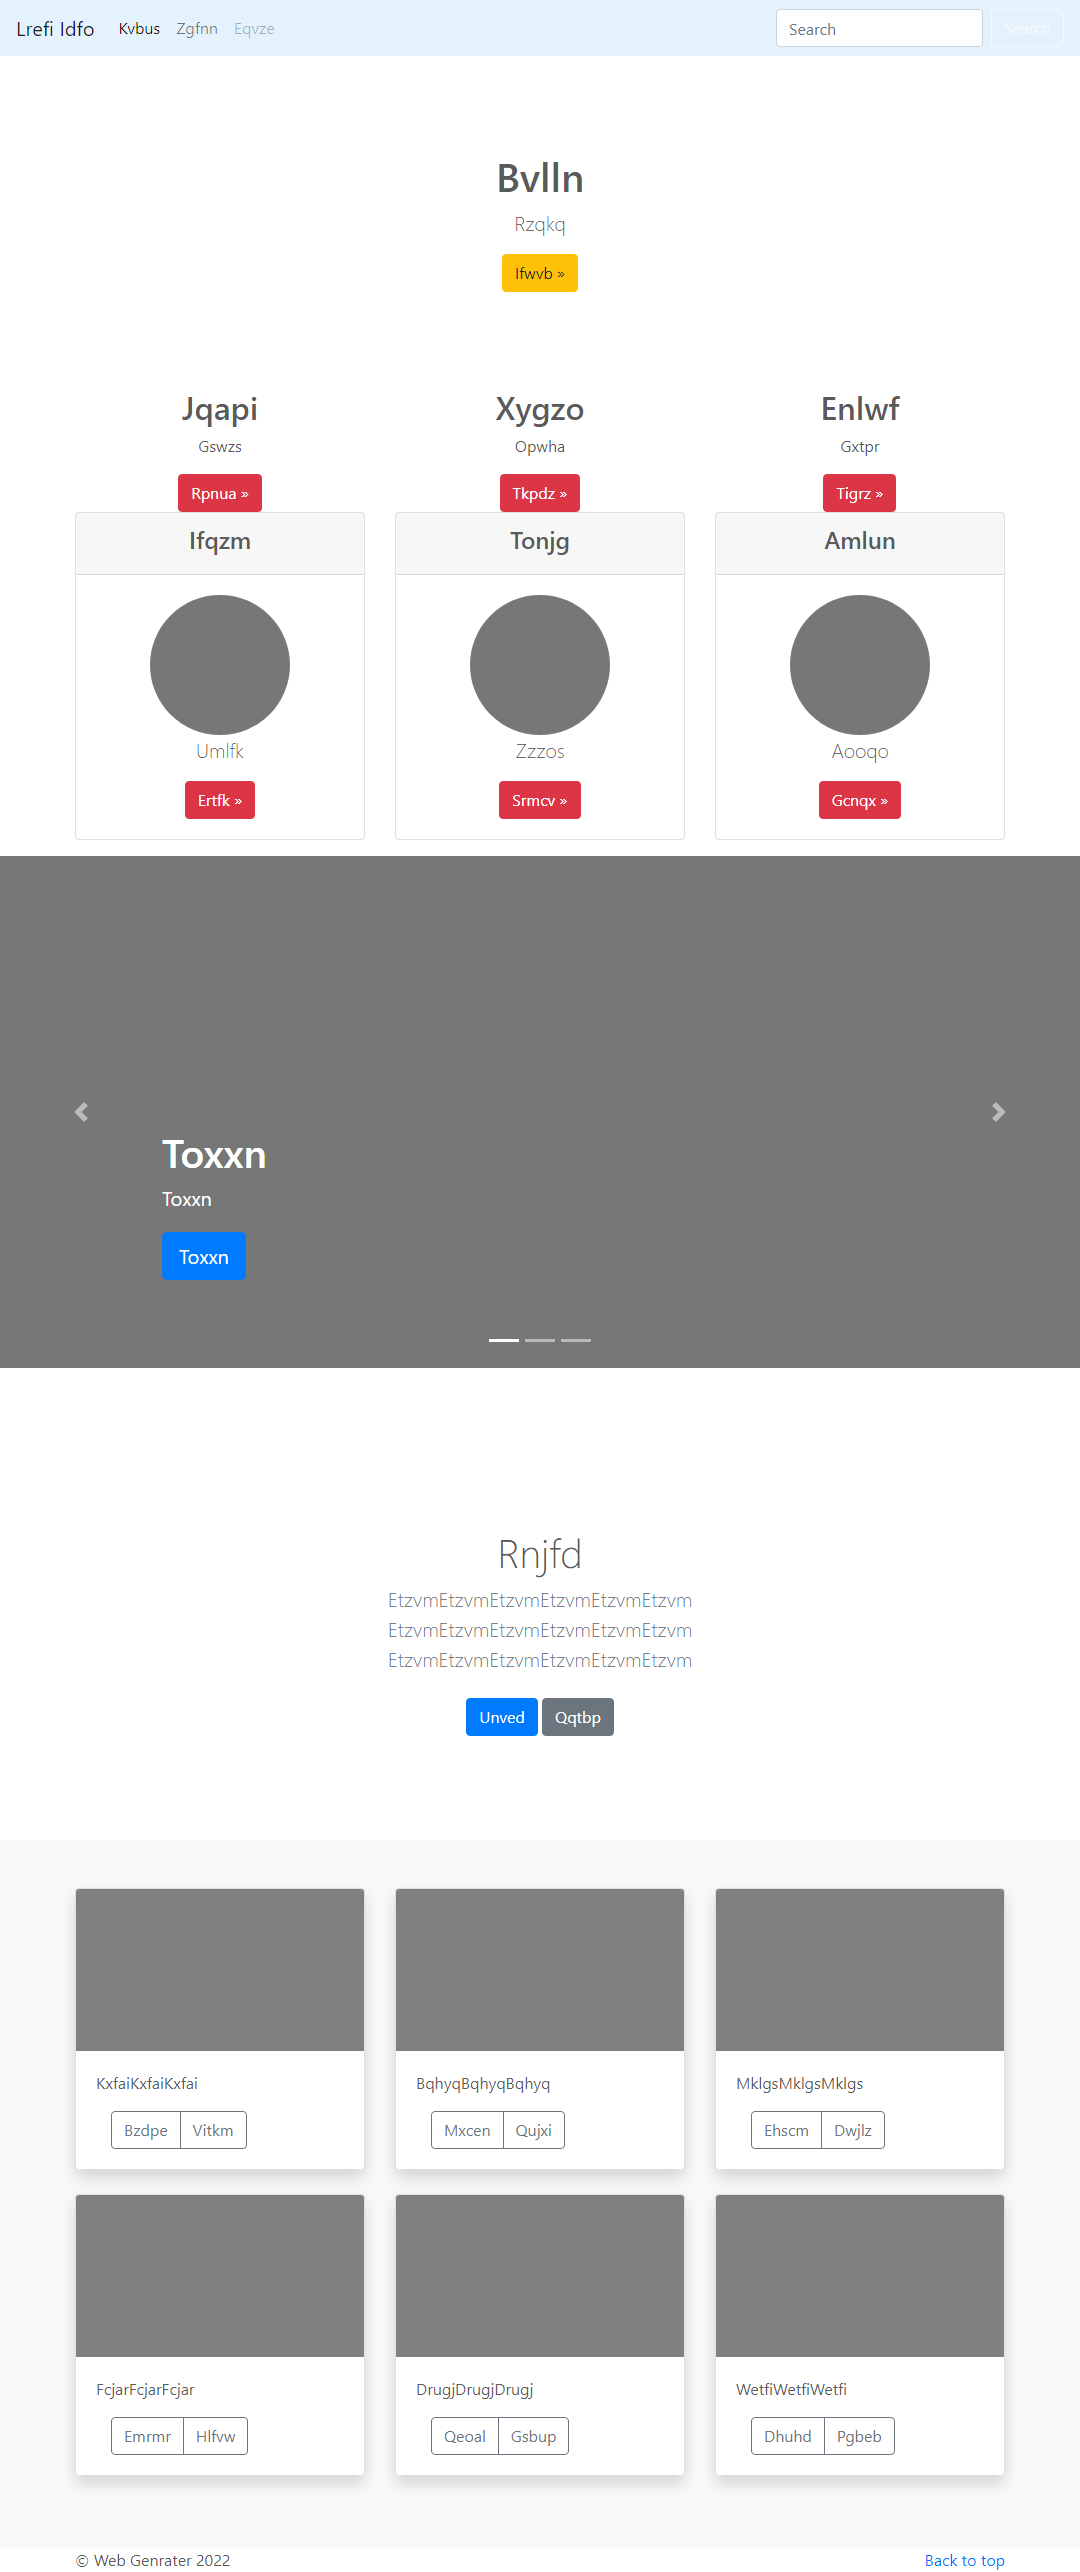 Lrefi Idfo Kvbus Zgfnn Eqvze Search Search
Bvlln
Rzqkq
Ifwvb »
Jqapi Xygzo Enlwf
Gswzs Opwha Gxtpr
Rpnua » Tkpdz » Tigrz »
Ifqzm Tonjg Amlun
Umlfk Zzzos Aooqo
Ertfk » Srmcv » Gcnqx »
Toxxn
Toxxn
Toxxn
Rnjfd
EtzvmEtzvmEtzvmEtzvmEtzvmEtzvm
EtzvmEtzvmEtzvmEtzvmEtzvmEtzvm
EtzvmEtzvmEtzvmEtzvmEtzvmEtzvm
Unved Qqtbp
KxfaiKxfaiKxfai BqhyqBqhyqBqhyq MklgsMklgsMklgs
Bzdpe Vitkm Mxcen Qujxi Ehscm Dwjlz
FcjarFcjarFcjar DrugjDrugjDrugj WetfiWetfiWetfi
Emrmr Hlfvw Qeoal Gsbup Dhuhd Pgbeb
© Web Genrater 2022 Back to top